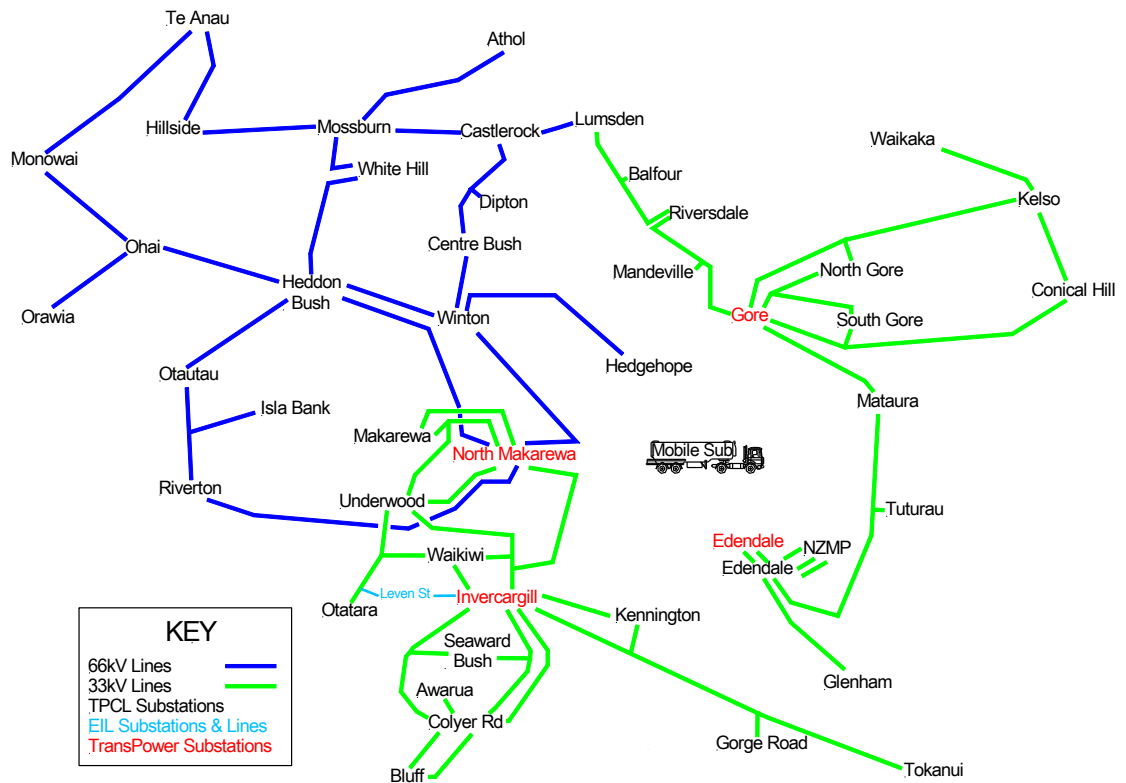 Te Anau
Athol
Hillside
Mossburn
Castlerock
Lumsden
Waikaka
Monowai
White Hill
Balfour
Kelso
Dipton
Riversdale
Ohai
Centre Bush
Mandeville
North Gore
Heddon
Bush
Conical Hill
Orawia
Winton
Gore
South Gore
Hedgehope
Otautau
Isla Bank
Mataura
Makarewa
North Makarewa
Mobile Sub
Riverton
Underwood
Tuturau
Edendale
NZMP
Waikiwi
Edendale
Leven St
Invercargill
Otatara
Kennington
Seaward
Bush
Glenham
Awarua
Colyer Rd
Gorge Road
Tokanui
Bluff
KEY
66kV Lines
33kV Lines
TPCL Substations
EIL Substations & Lines
TransPower Substations